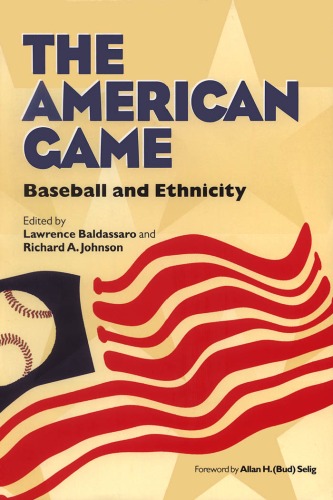 THE
AMERICAN
GAME
Baseball and Ethnicity
Edited by
Lawrence Baldassaro and
Richard A. Johnson
Foreword by Allan H. (Bud) Selig